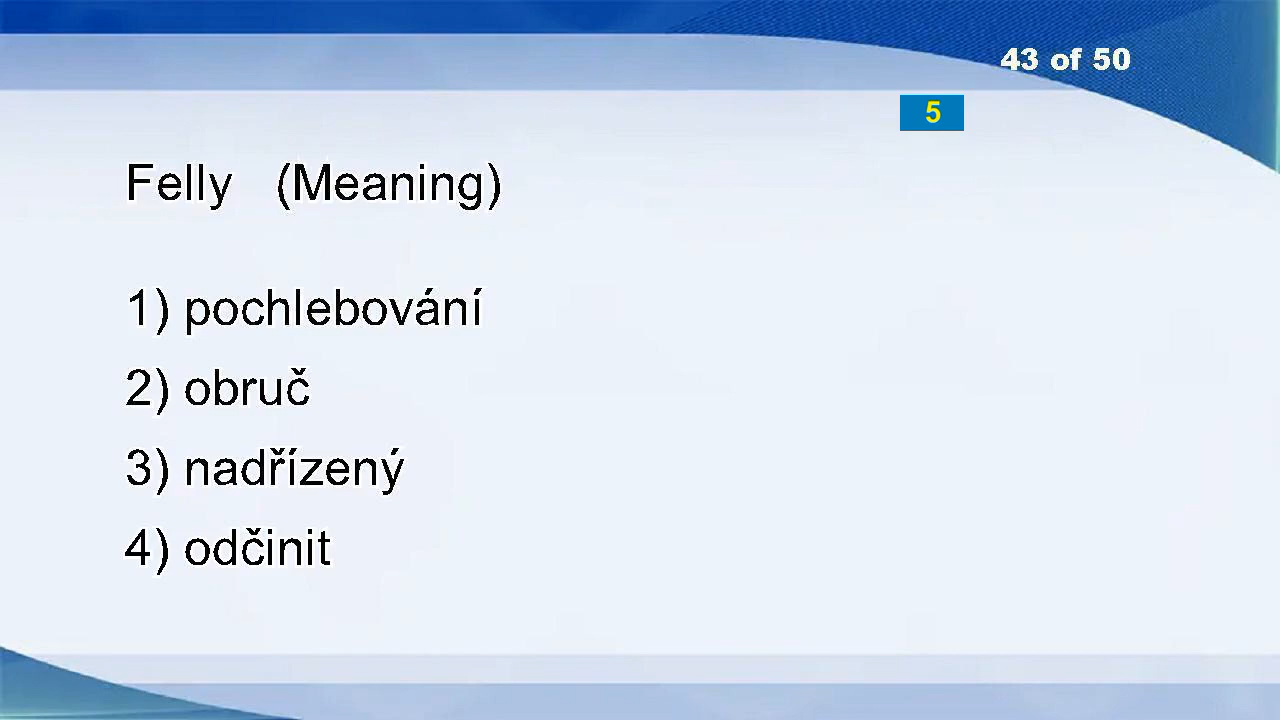 43 of 50
5
Felly (Meaning)
1) pochlebování
2) obruč
3) nadřízený
4) odčinit